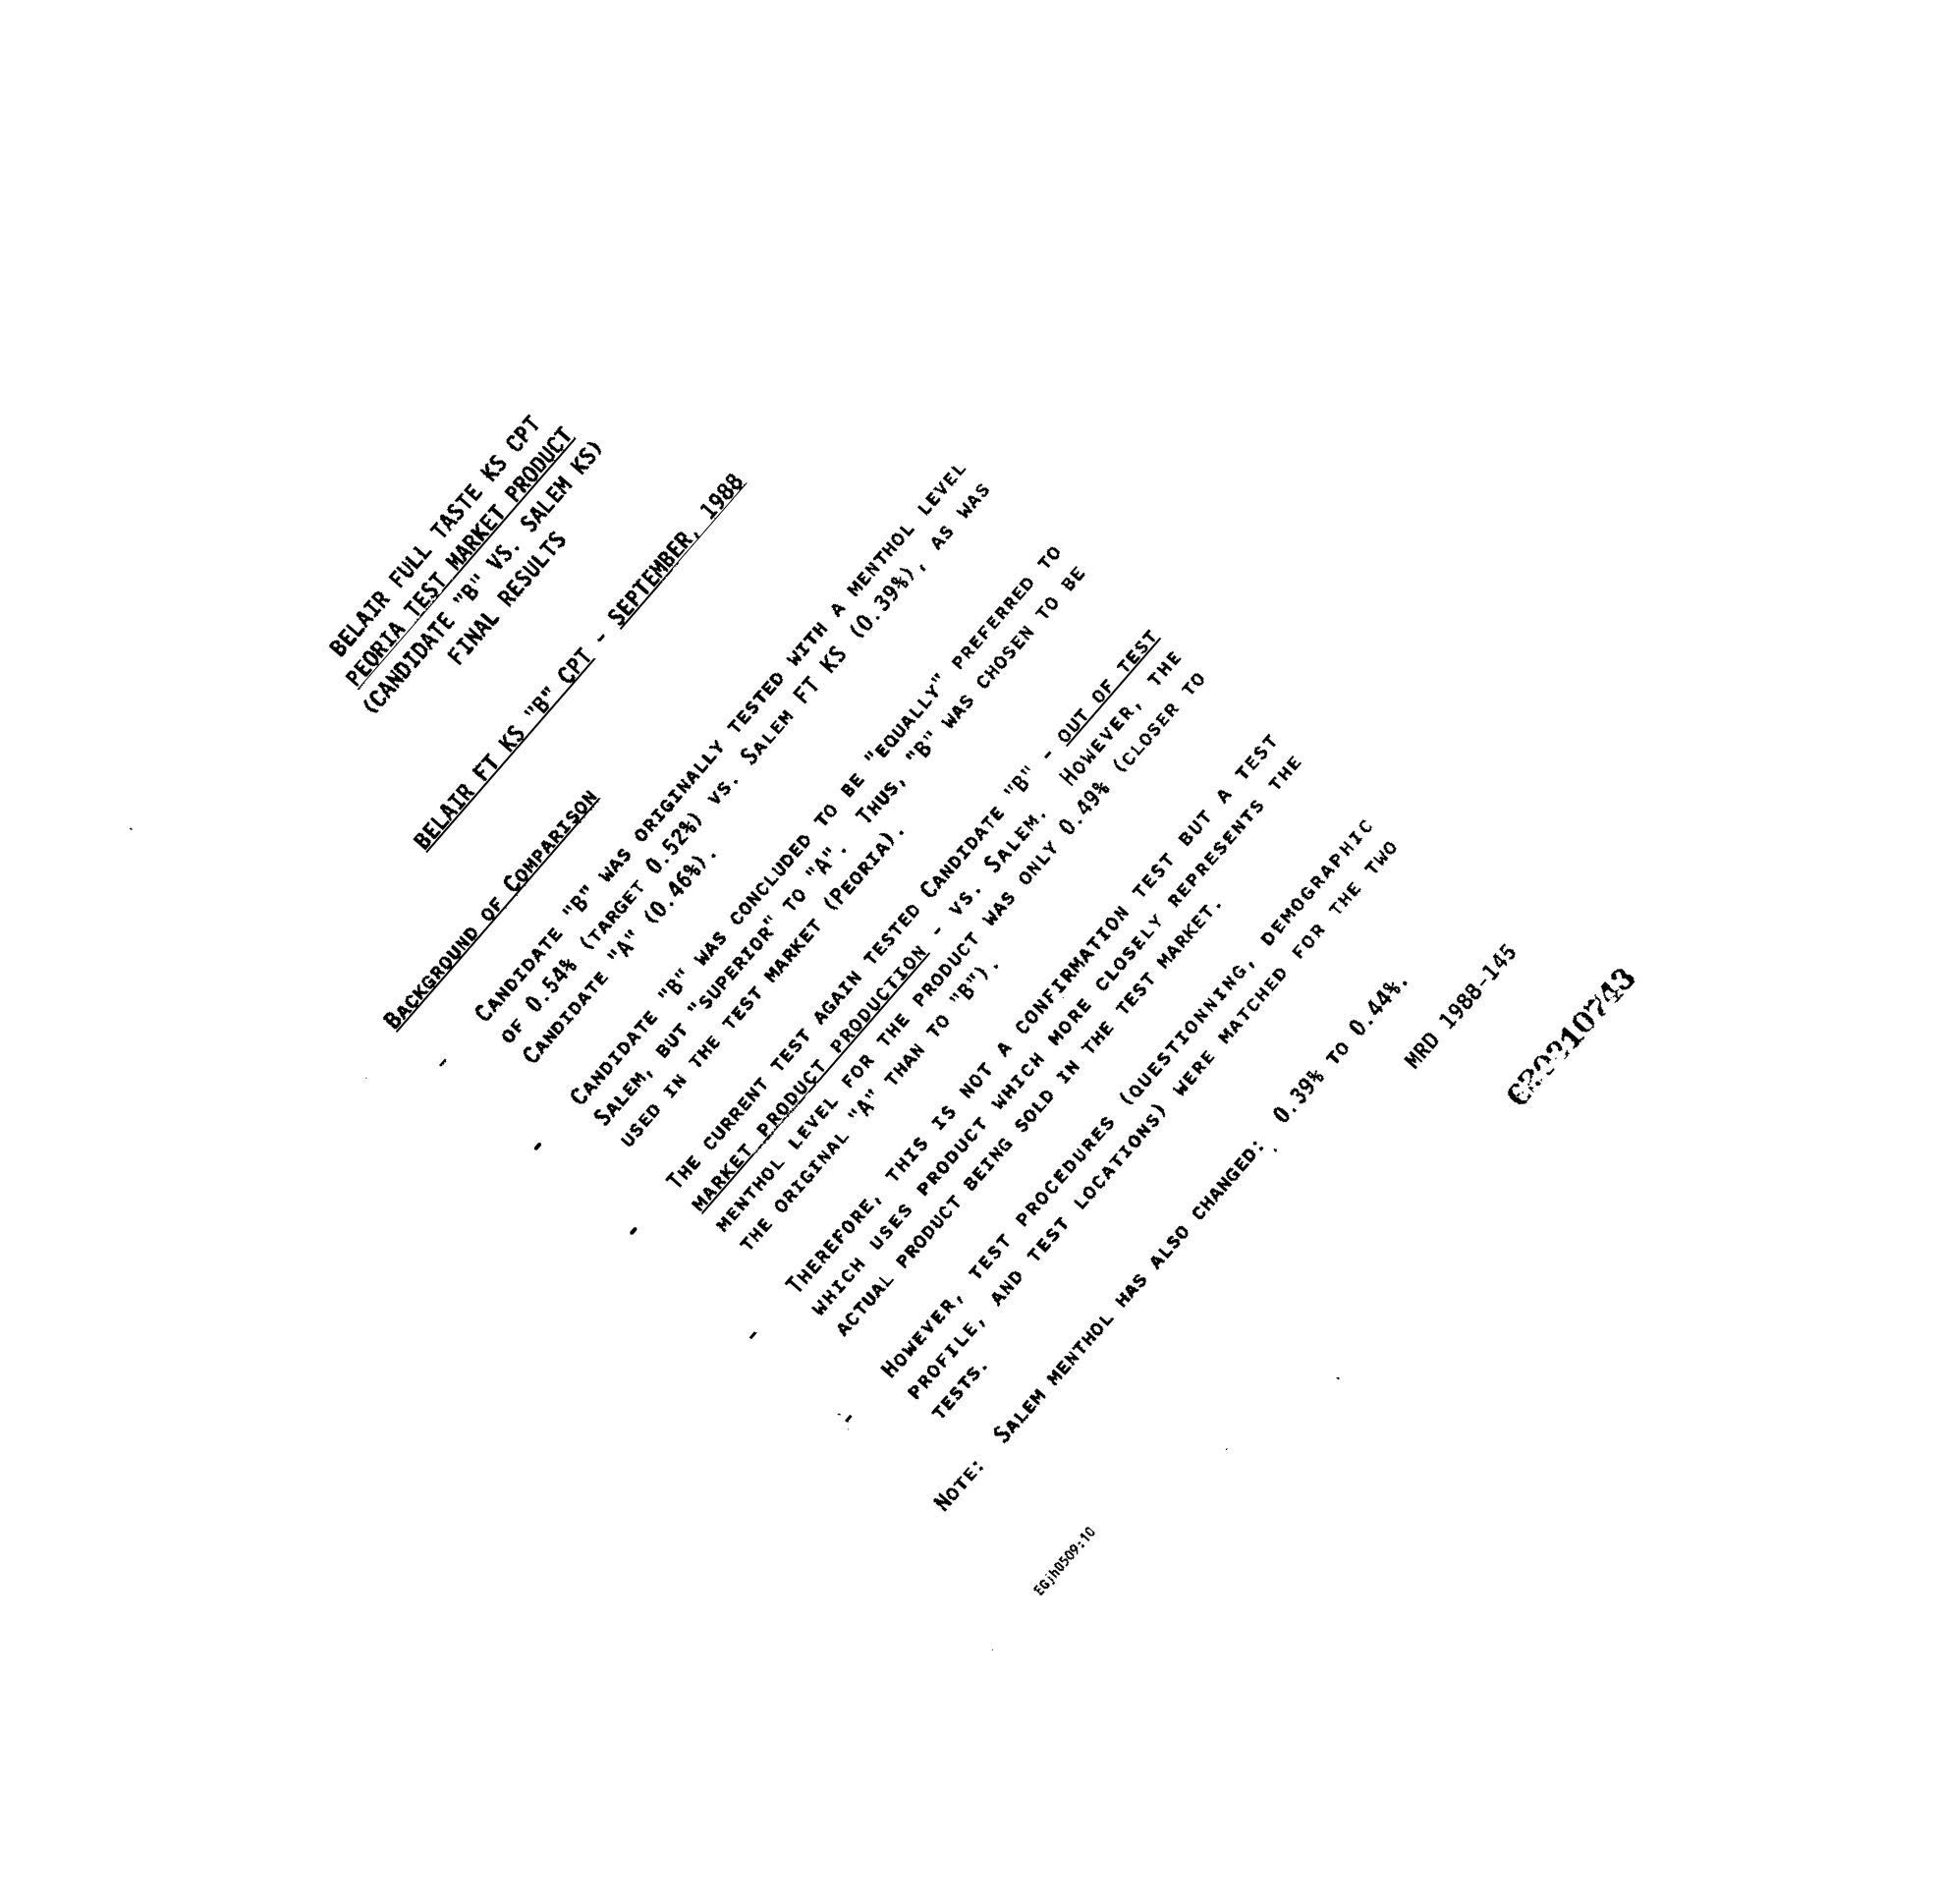 BELAIR FULL TASTE KS CPT
PEORIA TEST MARKET PRODUCT
(CANDIDATE "B" VS. SALEM KS)
FINAL RESULTS
BELAIR FT KS "B" CPT - SEPTEMBER, 1988
BACKGROUND OF COMPARISON
- CANDIDATE "B" WAS ORIGINALLY TESTED WITH A MENTHOL LEVEL
OF 0.54% (TARGET 0.52%) VS. SALEM FT KS (0.39%), AS WAS
CANDIDATE "A" (0.46%).
- CANDIDATE "B" WAS CONCLUDED TO BE "EQUALLY" PREFERRED TO
SALEM, BUT "SUPERIOR" TO "A". THUS, "B" WAS CHOSEN TO BE
USED IN THE TEST MARKET (PEORIA).
- THE CURRENT TEST AGAIN TESTED CANDIDATE "B" - OUT OF TEST
MARKET PRODUCT PRODUCTION - VS. SALEM. HOWEVER, THE
MENTHOL LEVEL FOR THE PRODUCT WAS ONLY 0.49% (CLOSER TO
THE ORIGINAL "A" THAN TO "B").
- THEREFORE, THIS IS NOT A CONFIRMATION TEST BUT A TEST
WHICH USES PRODUCT WHICH MORE CLOSELY REPRESENTS THE
ACTUAL PRODUCT BEING SOLD IN THE TEST MARKET.
- HOWEVER, TEST PROCEDURES (QUESTIONNING, DEMOGRAPHIC
PROFILE, AND TEST LOCATIONS) WERE MATCHED FOR THE TWO
TESTS.
NOTE: SALEM MENTHOL HAS ALSO CHANGED: 0.39% TO 0.44%.
MRD 1988-145
EGjh0509:10